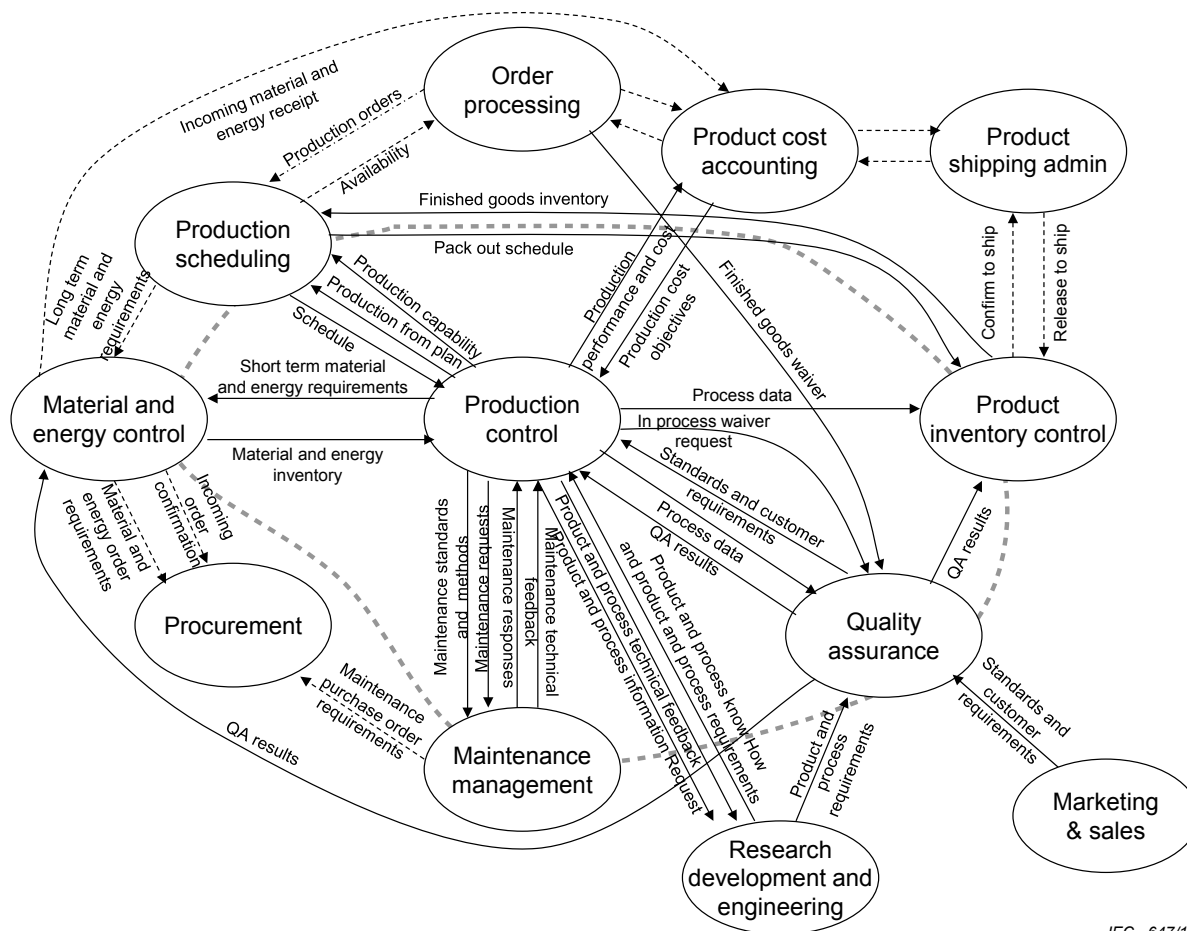 Order
processing
Incoming material and
energy receipt
Production orders
Availability
Product cost
accounting
Product
shipping admin
Finished goods inventory
Pack out schedule
Production
scheduling
Long term
material and
energy
requirements
Production capability
Production from plan
Schedule
Production
performance and cost
Production cost
objectives
Finished goods waiver
Confirm to ship
Release to ship
Short term material
and energy requirements
Material and
energy control
Material and energy
inventory
Production
control
Process data
In process waiver
request
Product
inventory control
Standards and customer
requirements
Process data
QA results
QA results
Incoming
order
confirmation
Material and
energy order
requirements
Procurement
Maintenance standards
and methods
Maintenance requests
Maintenance responses
Maintenance technical
feedback
Product and process technical feedback
Product and process information Request
Product and process know How
and product and process requirements
Quality
assurance
Maintenance
purchase order
requirements
QA results
Maintenance
management
Product and
process
requirements
Standards and
customer
requirements
Marketing
& sales
Research
development and
engineering